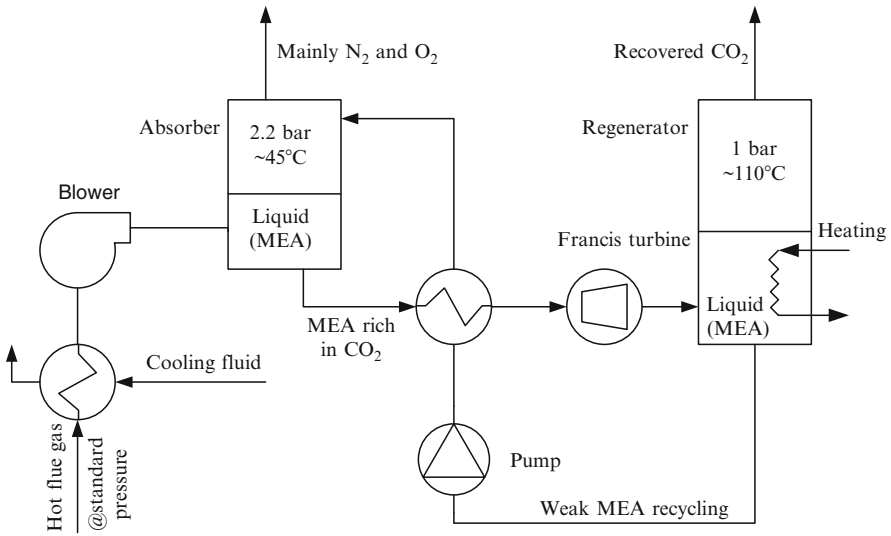 Mainly N₂ and O₂
Recovered CO₂
Absorber
2.2 bar
~45°C
Regenerator
1 bar
~110°C
Blower
Liquid
(MEA)
Francis turbine
Heating
MEA rich
in CO₂
Liquid
(MEA)
Cooling fluid
Hot flue gas
@standard
pressure
Pump
Weak MEA recycling